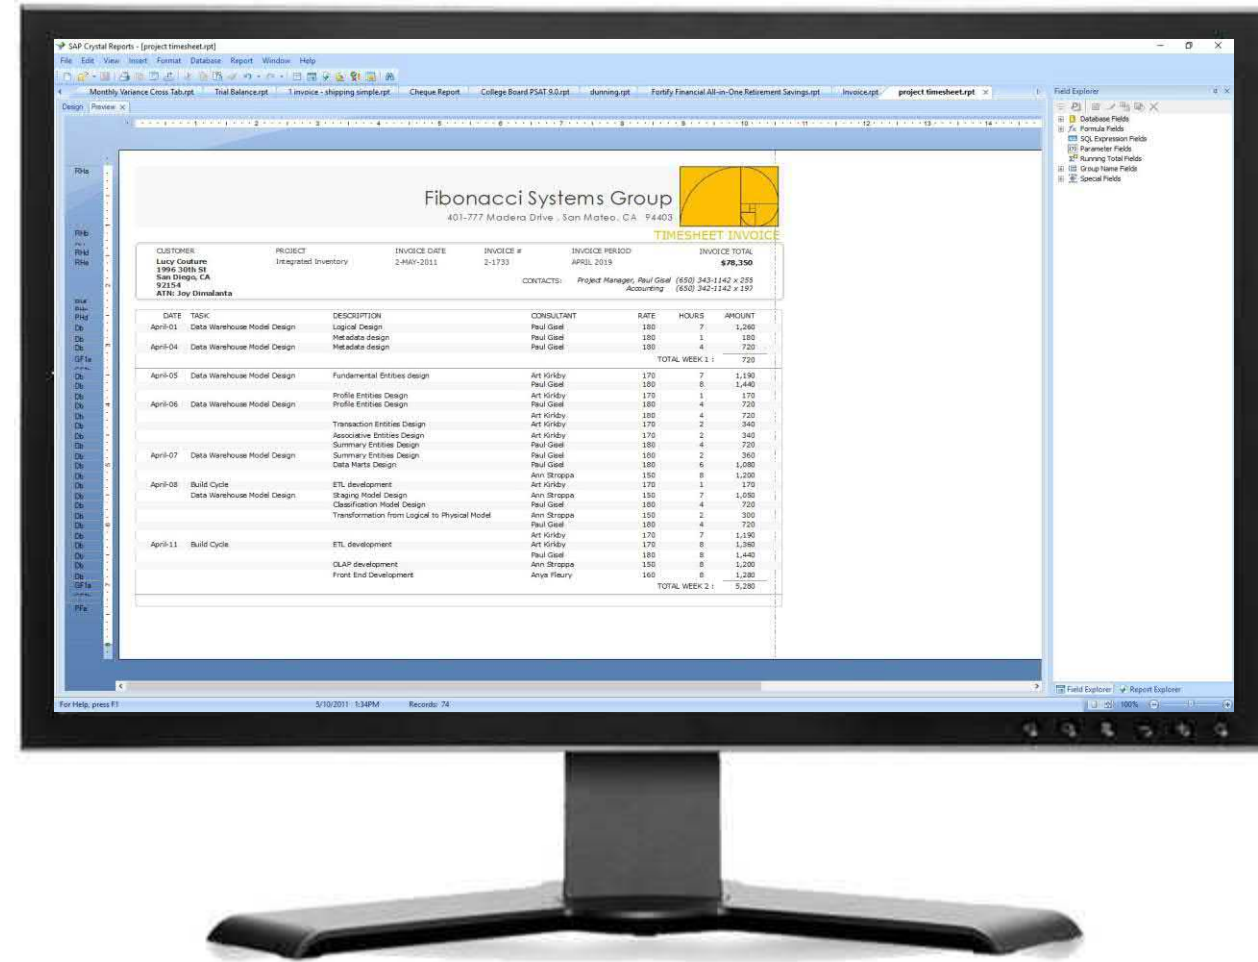 SAP Crystal Reports - [project timesheet.rpt]
File Edit View Insert Format Database Report Window Help
Monthly Variance Cross Tab.rpt Trial Balance.rpt 1 invoice - shipping simple.rpt Cheque Report College Board PSAT 9.0.rpt dunning.rpt Fortify Financial All-in-One Retirement Savings.rpt Invoice.rpt project timesheet.rpt
Design Preview
Field Explorer
Database Fields
Formula Fields
SQL Expression Fields
Parameter Fields
Running Total Fields
Group Name Fields
Special Fields
Fibonacci Systems Group
401-777 Madera Drive . San Mateo. CA 94403
TIMESHEET INVOICE
CUSTOMER PROJECT INVOICE DATE INVOICE # INVOICE PERIOD INVOICE TOTAL
Lucy Couture Integrated Inventory 2-MAY-2011 2-1733 APRIL 2019 $78,350
1996 30th St
San Diego, CA
92154
ATN: Joy Dimalanta
CONTACTS: Project Manager, Paul Gisel (650) 343-1142 x 255
Accounting (650) 342-1142 x 197
DATE TASK DESCRIPTION CONSULTANT RATE HOURS AMOUNT
April-01 Data Warehouse Model Design Logical Design Paul Gisel 180 7 1,260
Metadata design Paul Gisel 180 1 180
April-04 Data Warehouse Model Design Metadata design Paul Gisel 180 4 720
TOTAL WEEK 1 : 720
April-05 Data Warehouse Model Design Fundamental Entities design Art Kirkby 170 7 1,190
Paul Gisel 180 8 1,440
Profile Entities Design Art Kirkby 170 1 170
April-06 Data Warehouse Model Design Profile Entities Design Paul Gisel 180 4 720
Art Kirkby 180 4 720
Transaction Entities Design Art Kirkby 170 2 340
Associative Entities Design Art Kirkby 170 2 340
Summary Entities Design Paul Gisel 180 4 720
April-07 Data Warehouse Model Design Summary Entities Design Paul Gisel 180 2 360
Data Marts Design Paul Gisel 180 6 1,080
Ann Stroppa 150 8 1,200
April-08 Build Cycle ETL development Art Kirkby 170 1 170
Data Warehouse Model Design Staging Model Design Ann Stroppa 150 7 1,050
Classification Model Design Paul Gisel 180 4 720
Transformation from Logical to Physical Model Ann Stroppa 150 2 300
Paul Gisel 180 4 720
Art Kirkby 170 7 1,190
April-11 Build Cycle ETL development Art Kirkby 170 8 1,360
Paul Gisel 180 8 1,440
OLAP development Ann Stroppa 150 8 1,200
Front End Development Anya Fleury 160 8 1,280
TOTAL WEEK 2 : 5,280
Field Explorer Report Explorer
For Help, press F1 5/10/2011 1:34PM Records: 74 100%